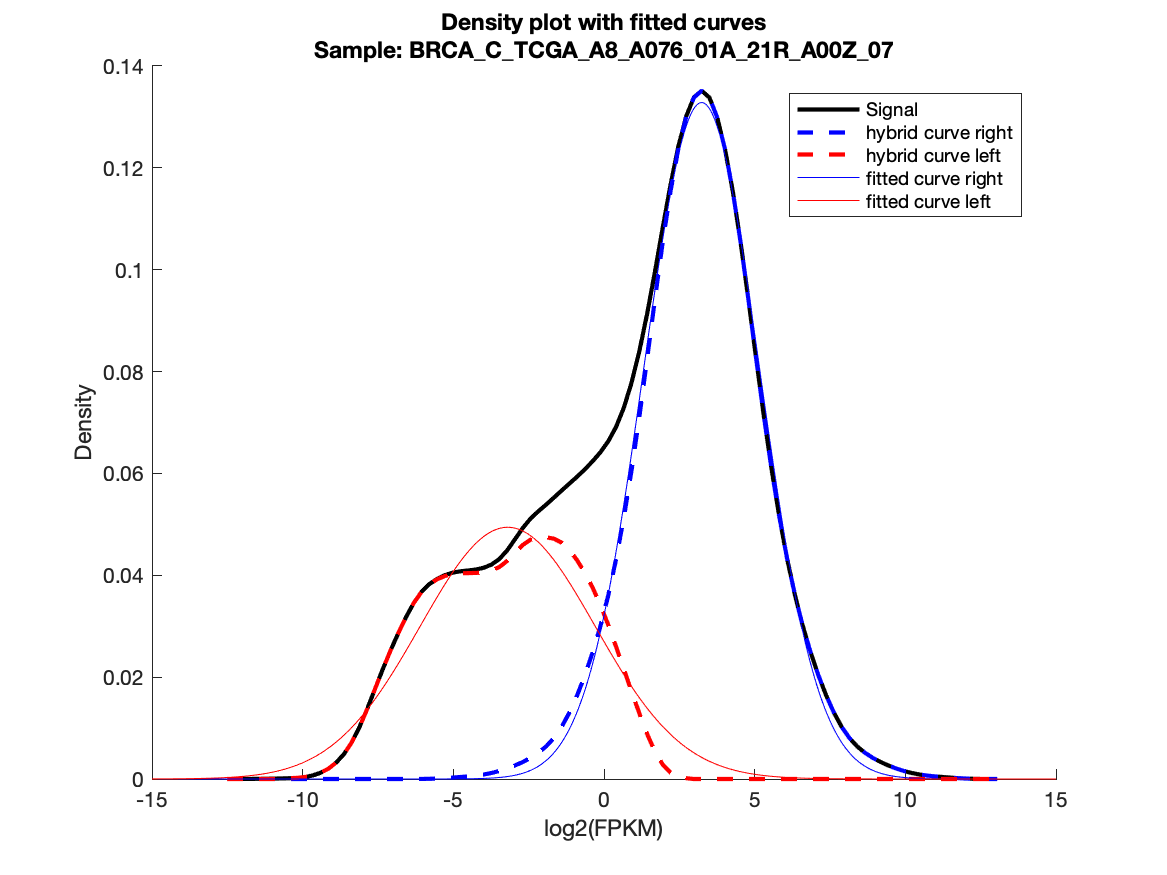 Density plot with fitted curves
Sample: BRCA_C_TCGA_A8_A076_01A_21R_A00Z_07
0.14
0.12
0.1
0.08
0.06
0.04
0.02
0
Density
Signal
hybrid curve right
hybrid curve left
fitted curve right
fitted curve left
-15 -10 -5 0 5 10 15
log2(FPKM)